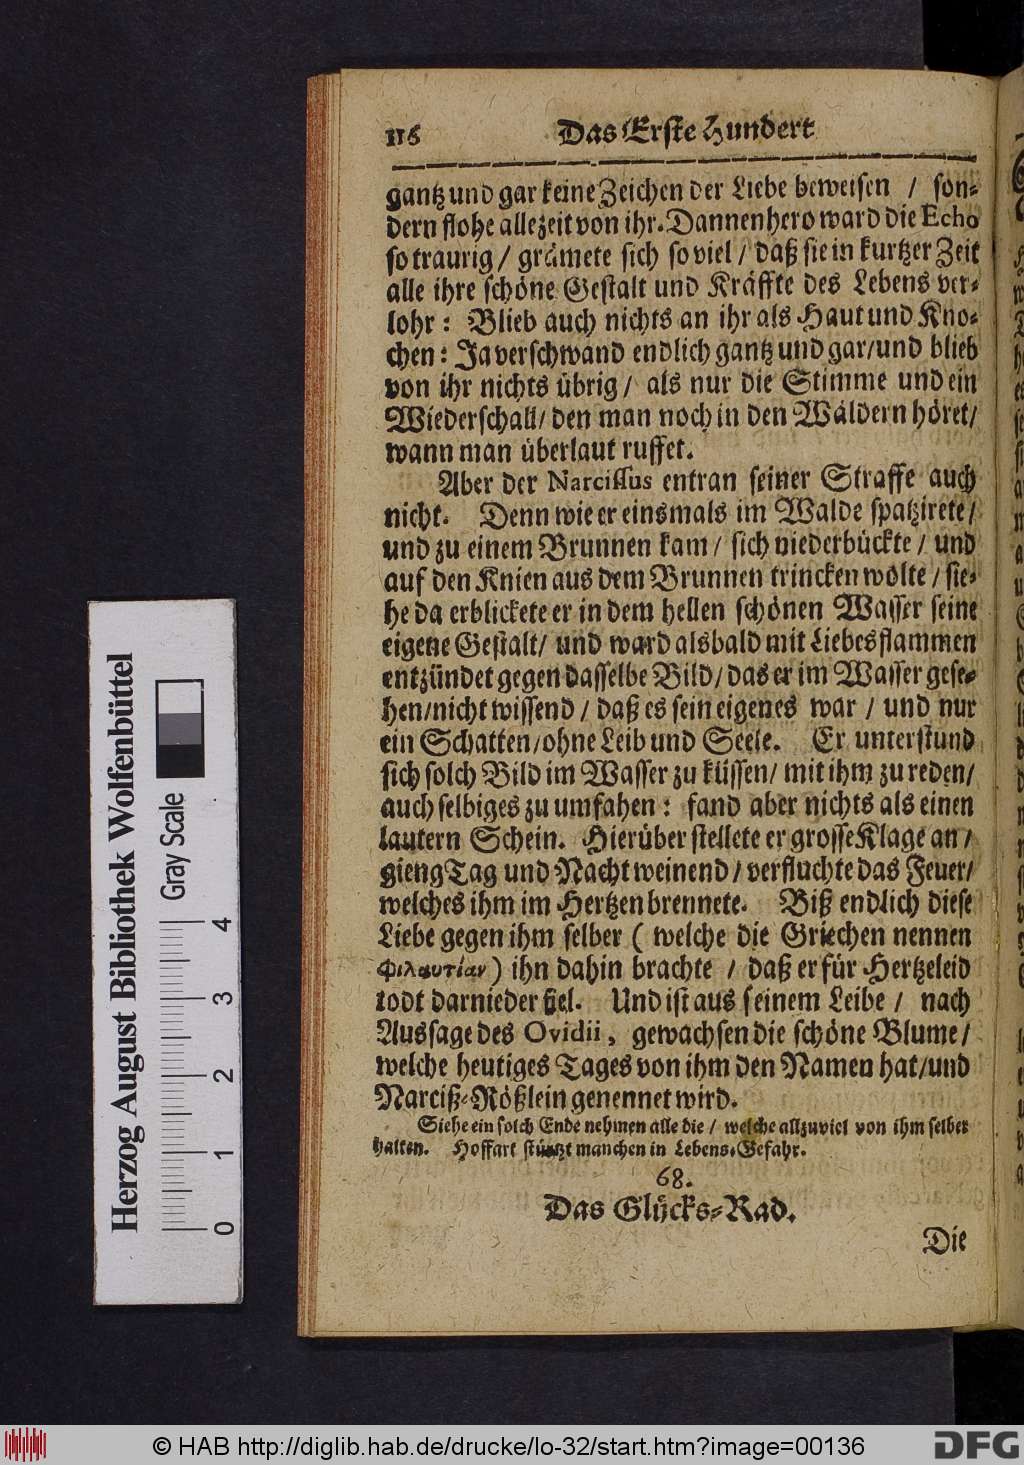 116 Das Erste Hundert
gantz und gar keine Zeichen der Liebe beweisen / son-
dern flohe allezeit von ihr. Dannenhero ward die Echo
so traurig / grämete sich so viel / daß sie in kurtzer Zeit
alle ihre schöne Gestalt und Kräffte des Lebens ver-
lohr: Blieb auch nichts an ihr als Haut und Kno-
chen: Ja verschwand endlich gantz und gar/und blieb
von ihr nichts übrig / als nur die Stimme und ein
Wiederschall/ den man noch in den Wäldern höret/
wann man überlaut ruffet.
Aber der Narcissus entran seiner Straffe auch
nicht. Denn wie er einsmals im Walde spatzirete/
und zu einem Brunnen kam / sich niederbückte / und
auf den Knien aus dem Brunnen trincken wolte / sie-
he da erblickete er in dem hellen schönen Wasser seine
eigene Gestalt/ und ward alsbald mit Liebesflammen
entzündet gegen dasselbe Bild/ das er im Wasser gese-
hen/nicht wissend / daß es sein eigenes war / und nur
ein Schatten/ohne Leib und Seele. Er unterstund
sich solch Bild im Wasser zu küssen/ mit ihm zu reden/
auch selbiges zu umfahen: fand aber nichts als einen
lautern Schein. Hierüber stellete er grosse Klage an /
gieng Tag und Nacht weinend / verfluchte das Feuer/
welches ihm im Hertzen brennete. Biß endlich diese
Liebe gegen ihm selber ( welche die Griechen nennen
φιλαυτίαν ) ihn dahin brachte / daß er für Hertzeleid
todt darnieder fiel. Und ist aus seinem Leibe / nach
Aussage des Ovidii, gewachsen die schöne Blume/
welche heutiges Tages von ihm den Namen hat/und
Narciß-Rößlein genennet wird.
Siehe ein solch Ende nehmen alle die / welche allzuviel von ihm selber
halten. Hoffart stürtzt manchen in Lebens-Gefahr.
68.
Das Glücks-Rad.
Die
Herzog August Bibliothek Wolfenbüttel
Gray Scale
0 1 2 3 4
© HAB http://diglib.hab.de/drucke/lo-32/start.htm?image=00136
DFG